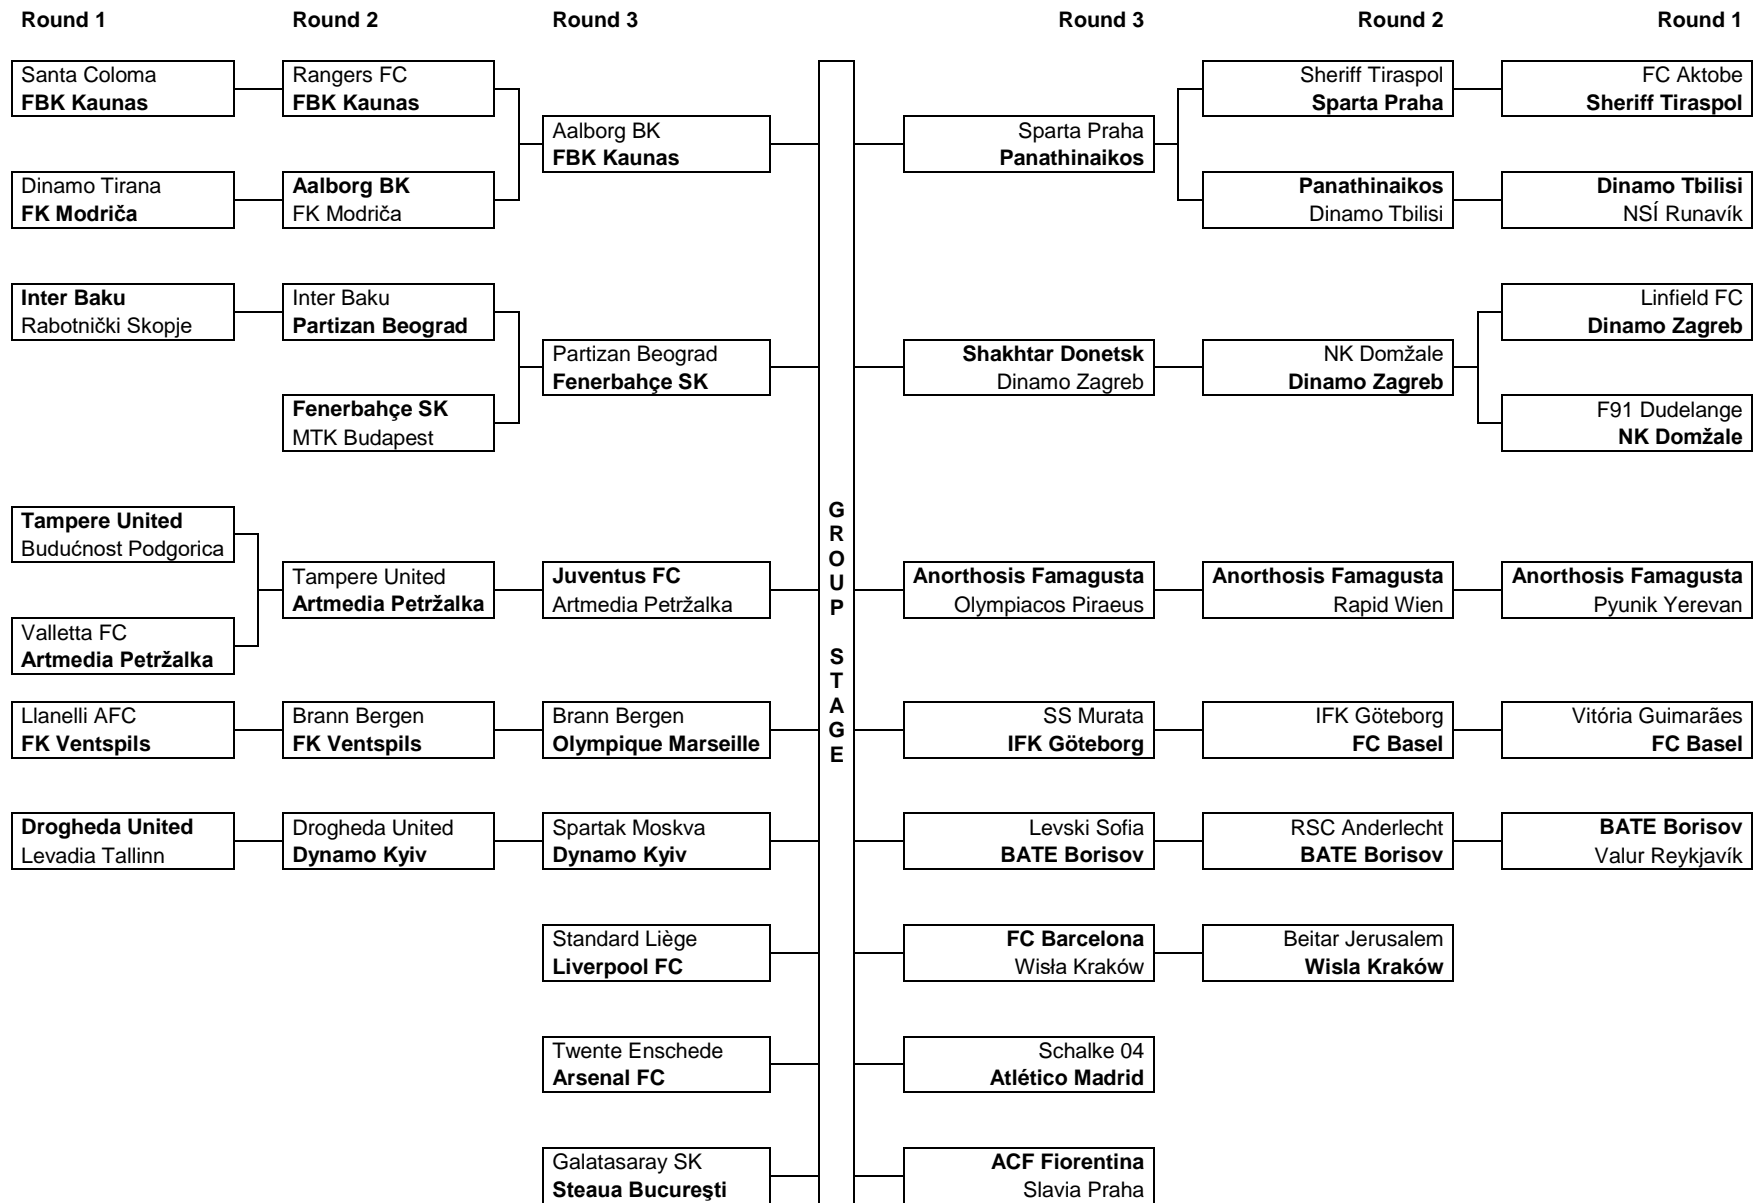 Round 1
Round 2
Round 3
Round 3
Round 2
Round 1
Santa Coloma
FBK Kaunas
Rangers FC
FBK Kaunas
Aalborg BK
FBK Kaunas
Dinamo Tirana
FK Modriča
Aalborg BK
FK Modriča
Inter Baku
Rabotnički Skopje
Inter Baku
Partizan Beograd
Partizan Beograd
Fenerbahçe SK
Fenerbahçe SK
MTK Budapest
Tampere United
Budućnost Podgorica
Tampere United
Artmedia Petržalka
Juventus FC
Artmedia Petržalka
Valletta FC
Artmedia Petržalka
Llanelli AFC
FK Ventspils
Brann Bergen
FK Ventspils
Brann Bergen
Olympique Marseille
Drogheda United
Levadia Tallinn
Drogheda United
Dynamo Kyiv
Spartak Moskva
Dynamo Kyiv
Standard Liège
Liverpool FC
Twente Enschede
Arsenal FC
Galatasaray SK
Steaua Bucureşti
GROUP STAGE
Sparta Praha
Panathinaikos
Sheriff Tiraspol
Sparta Praha
FC Aktobe
Sheriff Tiraspol
Panathinaikos
Dinamo Tbilisi
Dinamo Tbilisi
NSÍ Runavík
Shakhtar Donetsk
Dinamo Zagreb
NK Domžale
Dinamo Zagreb
Linfield FC
Dinamo Zagreb
F91 Dudelange
NK Domžale
Anorthosis Famagusta
Olympiacos Piraeus
Anorthosis Famagusta
Rapid Wien
Anorthosis Famagusta
Pyunik Yerevan
SS Murata
IFK Göteborg
IFK Göteborg
FC Basel
Vitória Guimarães
FC Basel
Levski Sofia
BATE Borisov
RSC Anderlecht
BATE Borisov
BATE Borisov
Valur Reykjavík
FC Barcelona
Wisła Kraków
Beitar Jerusalem
Wisla Kraków
Schalke 04
Atlético Madrid
ACF Fiorentina
Slavia Praha